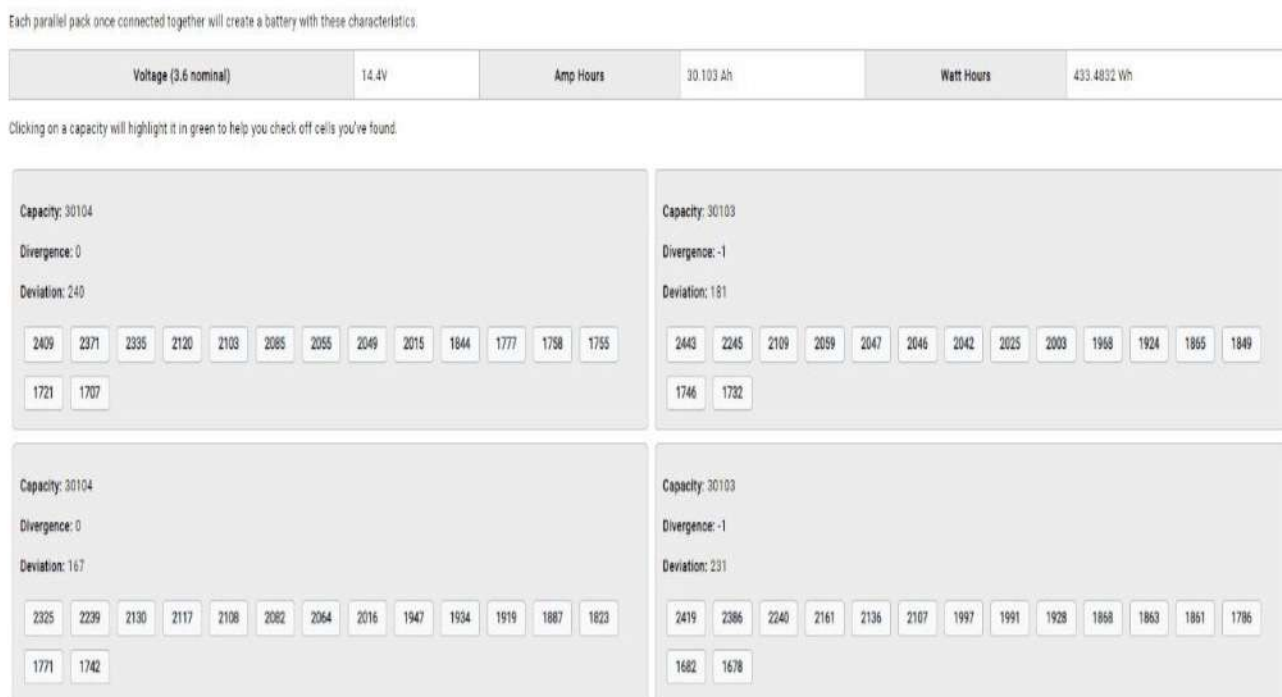 Each parallel pack once connected together will create a battery with these characteristics.
Voltage (3.6 nominal) 14.4V Amp Hours 30.103 Ah Watt Hours 433.4832 Wh
Clicking on a capacity will highlight it in green to help you check off cells you've found.
Capacity: 30104
Divergence: 0
Deviation: 240
2409 2371 2335 2120 2103 2085 2055 2049 2015 1844 1777 1758 1755
1721 1707
Capacity: 30103
Divergence: -1
Deviation: 181
2443 2245 2109 2059 2047 2046 2042 2025 2003 1968 1924 1865 1849
1746 1732
Capacity: 30104
Divergence: 0
Deviation: 167
2325 2239 2130 2117 2108 2082 2064 2016 1947 1934 1919 1887 1823
1771 1742
Capacity: 30103
Divergence: -1
Deviation: 231
2419 2386 2240 2161 2136 2107 1997 1991 1928 1868 1863 1861 1786
1682 1678